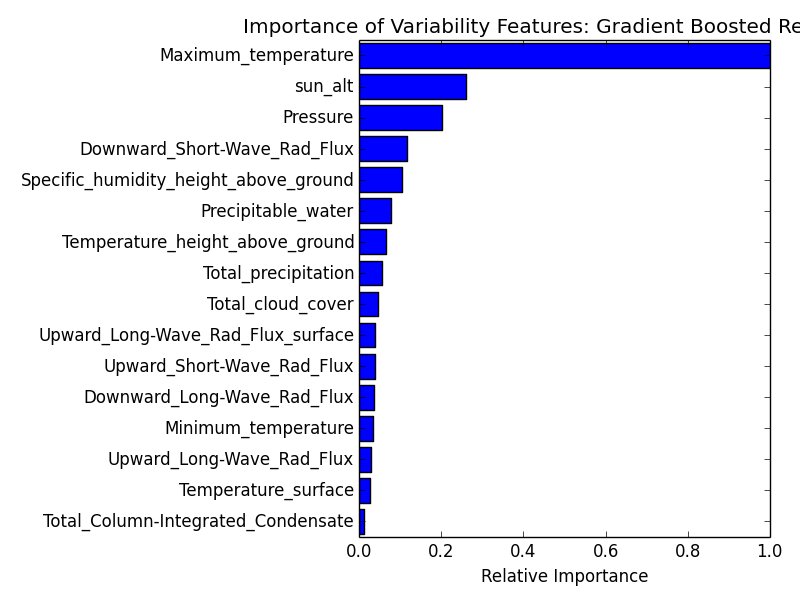 Importance of Variability Features: Gradient Boosted Re
Maximum_temperature
sun_alt
Pressure
Downward_Short-Wave_Rad_Flux
Specific_humidity_height_above_ground
Precipitable_water
Temperature_height_above_ground
Total_precipitation
Total_cloud_cover
Upward_Long-Wave_Rad_Flux_surface
Upward_Short-Wave_Rad_Flux
Downward_Long-Wave_Rad_Flux
Minimum_temperature
Upward_Long-Wave_Rad_Flux
Temperature_surface
Total_Column-Integrated_Condensate
0.0 0.2 0.4 0.6 0.8 1.0
Relative Importance